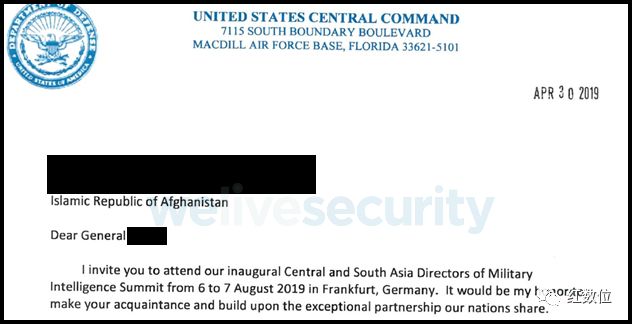 DEPARTMENT OF DEFENSE
UNITED STATES OF AMERICA
UNITED STATES CENTRAL COMMAND
7115 SOUTH BOUNDARY BOULEVARD
MACDILL AIR FORCE BASE, FLORIDA 33621-5101
APR 30 2019
Islamic Republic of Afghanistan
welivesecurity
Dear General
I invite you to attend our inaugural Central and South Asia Directors of Military
Intelligence Summit from 6 to 7 August 2019 in Frankfurt, Germany. It would be my
make your acquaintance and build upon the exceptional partnership our nations share.
红数位